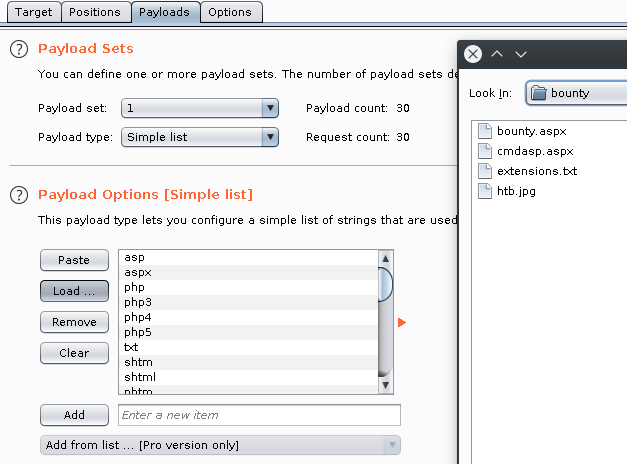 Target Positions Payloads Options
? Payload Sets
You can define one or more payload sets. The number of payload sets de
Payload set: 1 Payload count: 30
Payload type: Simple list Request count: 30
? Payload Options [Simple list]
This payload type lets you configure a simple list of strings that are used
Paste
Load ...
Remove
Clear
asp
aspx
php
php3
php4
php5
txt
shtm
shtml
phtm
Add Enter a new item
Add from list ... [Pro version only]
Look In: bounty
bounty.aspx
cmdasp.aspx
extensions.txt
htb.jpg